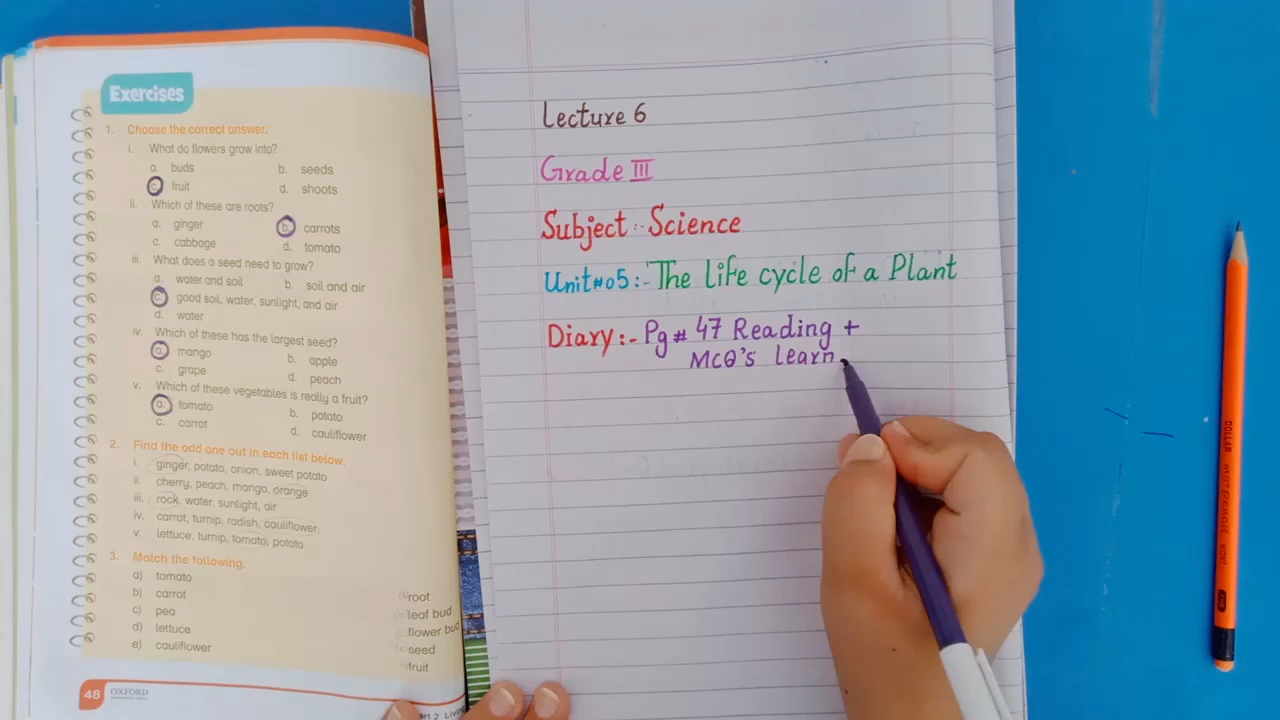 Exercises
1. Choose the correct answer.
i. What do flowers grow into?
a. buds b. seeds
c. fruit d. shoots
ii. Which of these are roots?
a. ginger b. carrots
c. cabbage d. tomato
iii. What does a seed need to grow?
a. water and soil b. soil and air
c. good soil, water, sunlight, and air
d. water
iv. Which of these has the largest seed?
a. mango b. apple
c. grape d. peach
v. Which of these vegetables is really a fruit?
a. tomato b. potato
c. carrot d. cauliflower
2. Find the odd one out in each list below.
i. ginger, potato, onion, sweet potato
ii. cherry, peach, mango, orange
iii. rock, water, sunlight, air
iv. carrot, turnip, radish, cauliflower
v. lettuce, turnip, tomato, potato
3. Match the following.
a) tomato root
b) carrot leaf bud
c) pea flower bud
d) lettuce seed
e) cauliflower fruit
48 OXFORD
art 2 Livin
Lecture 6
Grade III
Subject :- Science
Unit#05:- The life cycle of a Plant
Diary:- Pg# 47 Reading +
MCQ's learn
DOLLAR